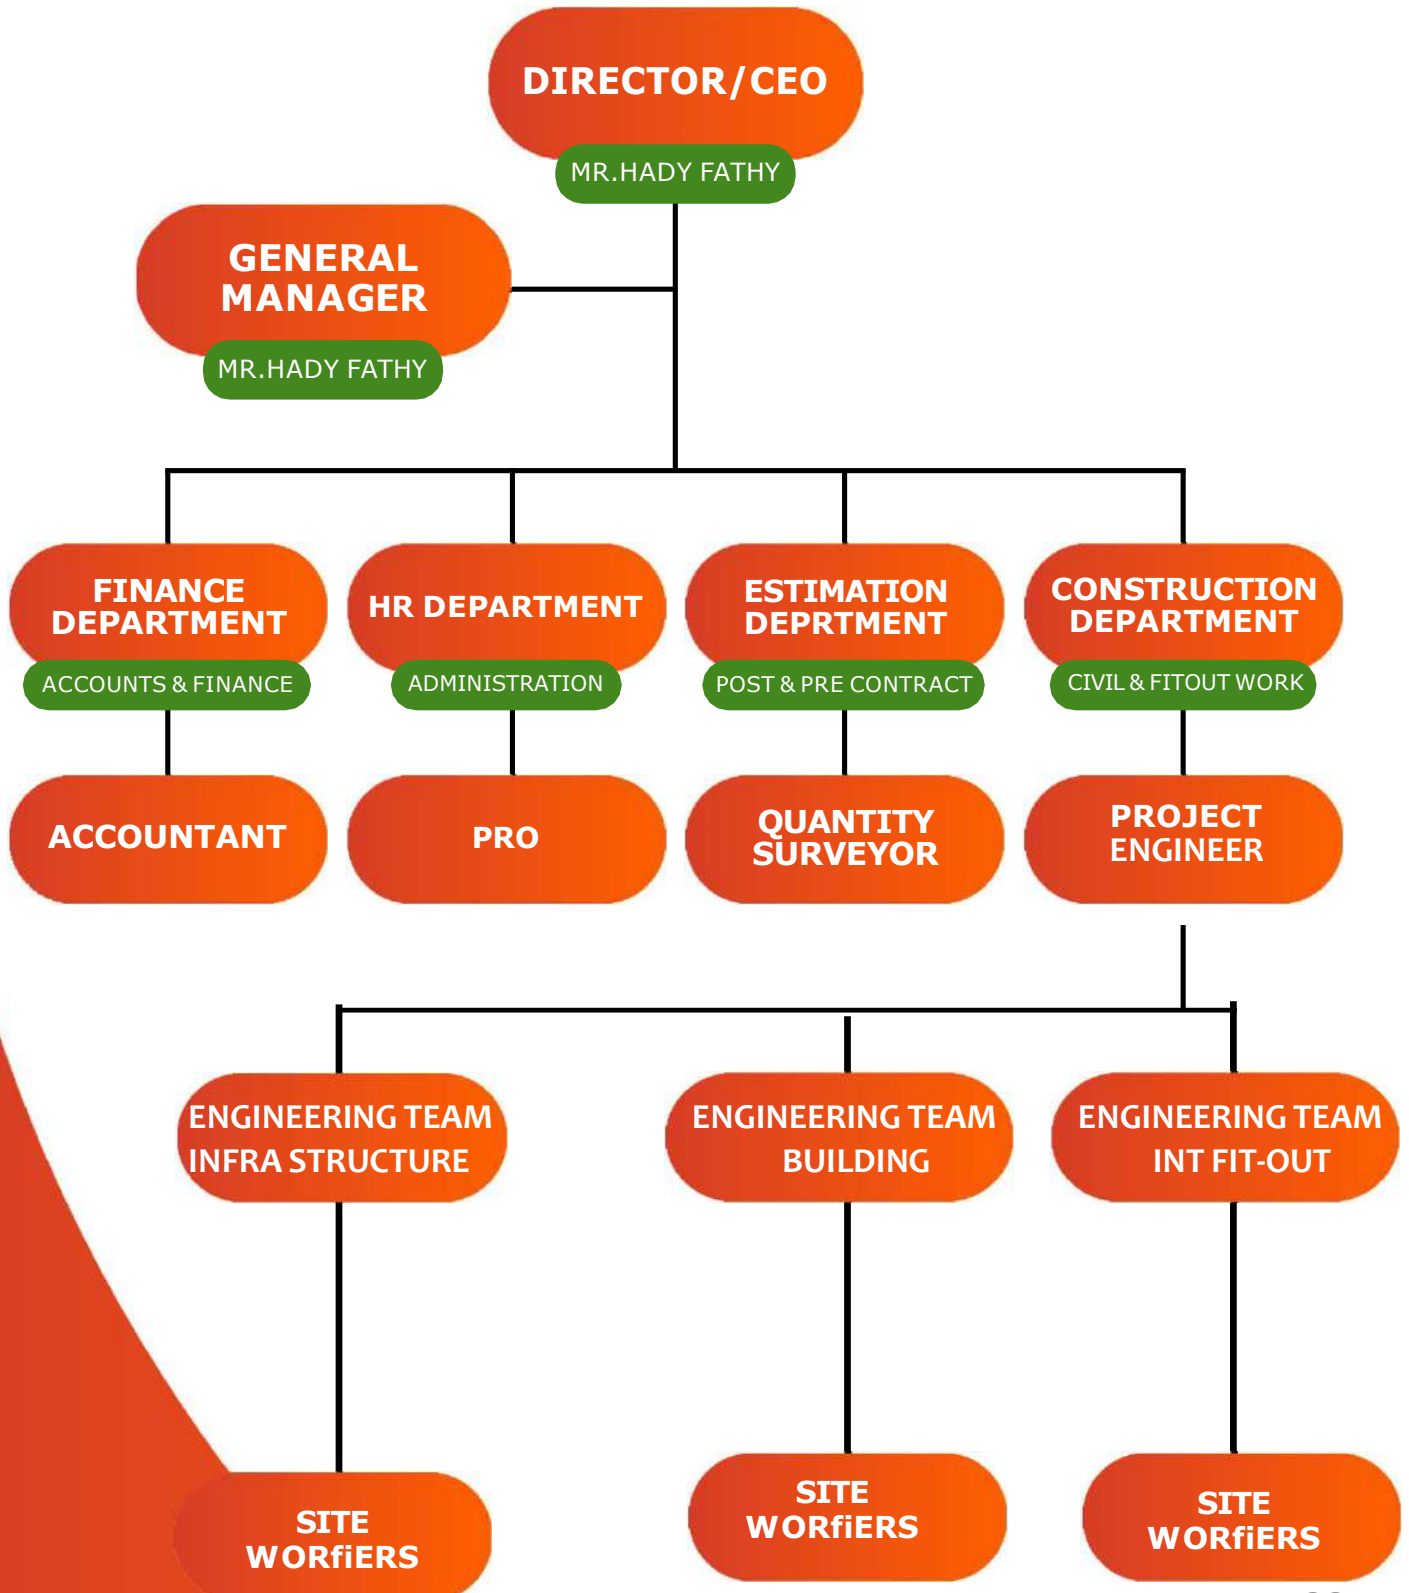 DIRECTOR/CEO
MR.HADY FATHY
GENERAL
MANAGER
MR.HADY FATHY
FINANCE
DEPARTMENT
ACCOUNTS & FINANCE
HR DEPARTMENT
ADMINISTRATION
ESTIMATION
DEPRTMENT
POST & PRE CONTRACT
CONSTRUCTION
DEPARTMENT
CIVIL & FITOUT WORK
ACCOUNTANT
PRO
QUANTITY
SURVEYOR
PROJECT
ENGINEER
ENGINEERING TEAM
INFRA STRUCTURE
ENGINEERING TEAM
BUILDING
ENGINEERING TEAM
INT FIT-OUT
SITE
WORfiERS
SITE
WORfiERS
SITE
WORfiERS